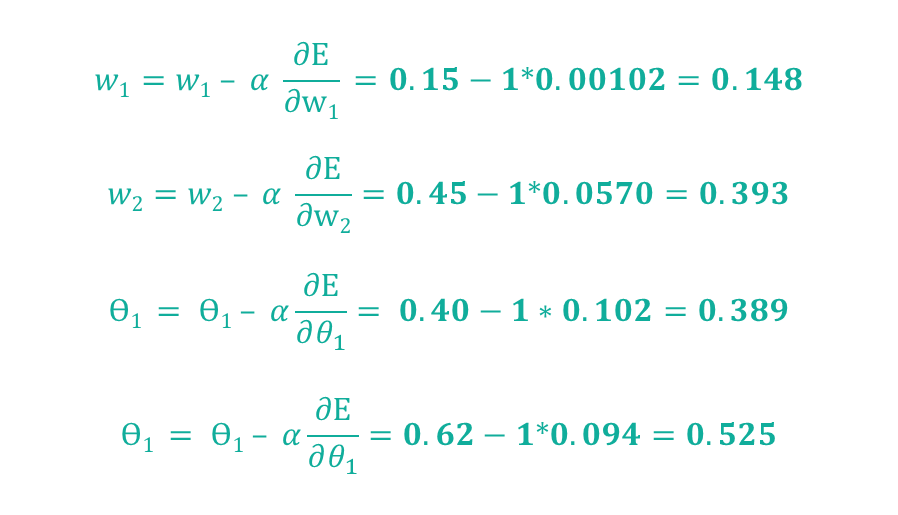 w₁ = w₁ – α ∂E/∂w₁ = 0.15 − 1*0.00102 = 0.148
w₂ = w₂ – α ∂E/∂w₂ = 0.45 − 1*0.0570 = 0.393
Θ₁ = Θ₁ – α ∂E/∂θ₁ = 0.40 − 1 * 0.102 = 0.389
Θ₁ = Θ₁ – α ∂E/∂θ₁ = 0.62 − 1*0.094 = 0.525